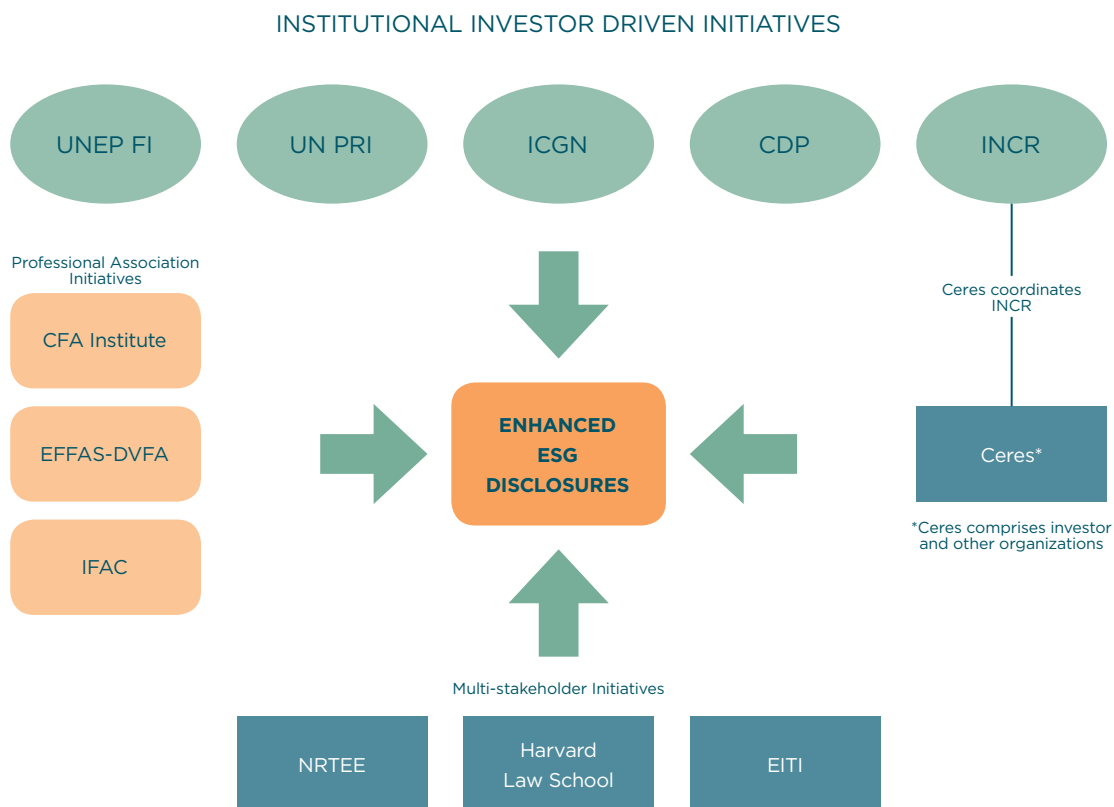 INSTITUTIONAL INVESTOR DRIVEN INITIATIVES
UNEP FI
UN PRI
ICGN
CDP
INCR
Professional Association
Initiatives
CFA Institute
EFFAS-DVFA
IFAC
ENHANCED
ESG
DISCLOSURES
Ceres coordinates
INCR
Ceres*
*Ceres comprises investor
and other organizations
Multi-stakeholder Initiatives
NRTEE
Harvard
Law School
EITI